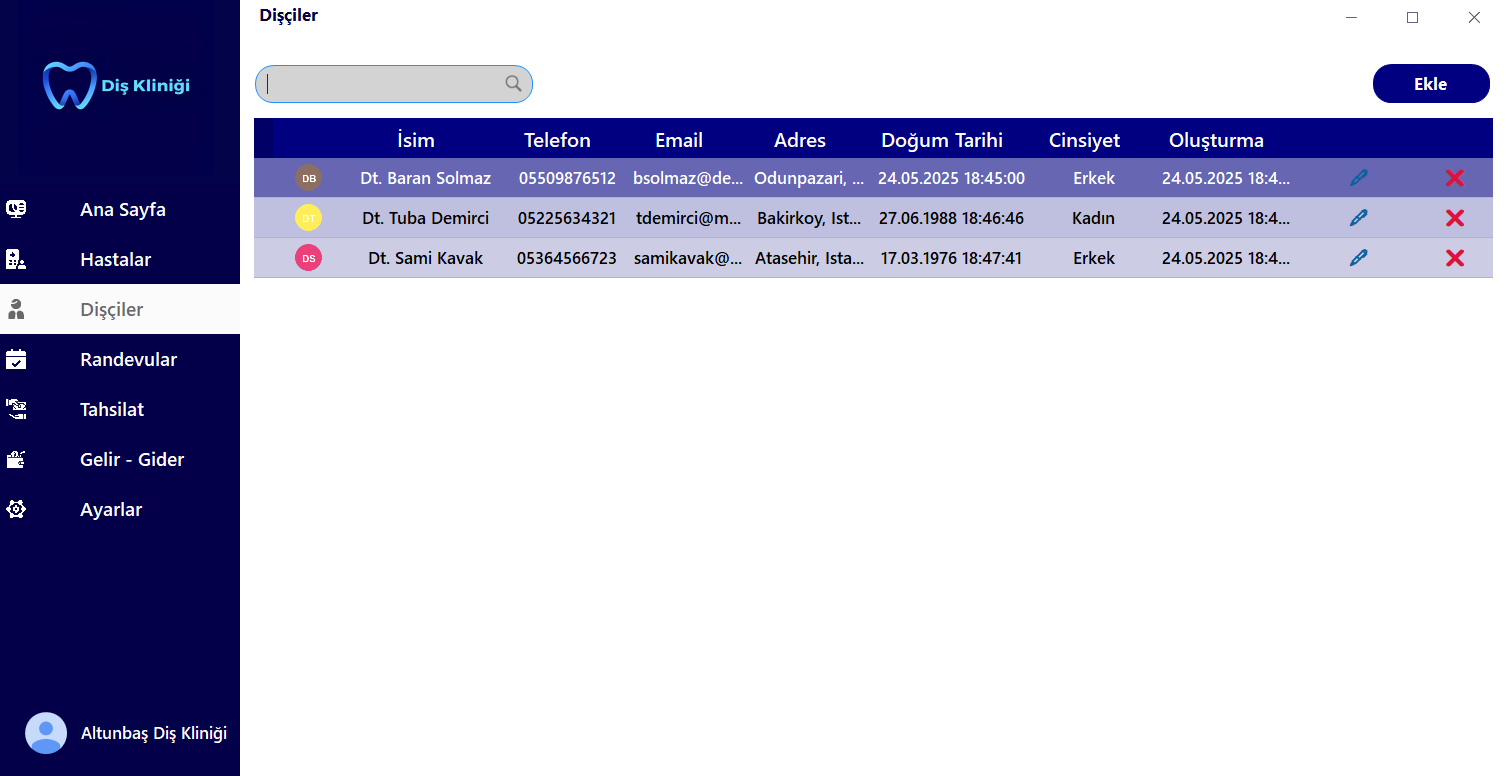 Dişçiler
Diş Kliniği
Ekle
İsim Telefon Email Adres Doğum Tarihi Cinsiyet Oluşturma
DB Dt. Baran Solmaz 05509876512 bsolmaz@de... Odunpazari, ... 24.05.2025 18:45:00 Erkek 24.05.2025 18:4...
DT Dt. Tuba Demirci 05225634321 tdemirci@m... Bakirkoy, Ist... 27.06.1988 18:46:46 Kadın 24.05.2025 18:4...
DS Dt. Sami Kavak 05364566723 samikavak@... Atasehir, Ista... 17.03.1976 18:47:41 Erkek 24.05.2025 18:4...
Ana Sayfa
Hastalar
Dişçiler
Randevular
Tahsilat
Gelir - Gider
Ayarlar
Altunbaş Diş Kliniği